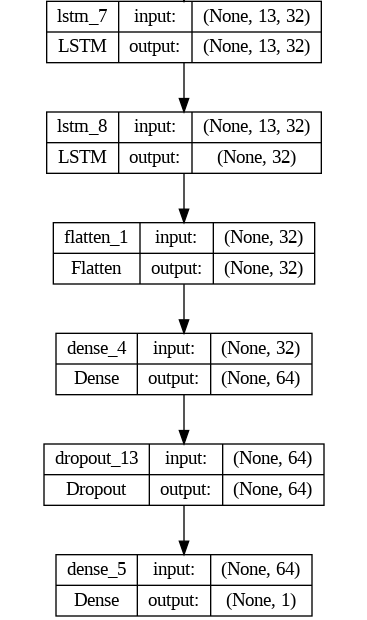 lstm_7 input: (None, 13, 32)
LSTM output: (None, 13, 32)
lstm_8 input: (None, 13, 32)
LSTM output: (None, 32)
flatten_1 input: (None, 32)
Flatten output: (None, 32)
dense_4 input: (None, 32)
Dense output: (None, 64)
dropout_13 input: (None, 64)
Dropout output: (None, 64)
dense_5 input: (None, 64)
Dense output: (None, 1)